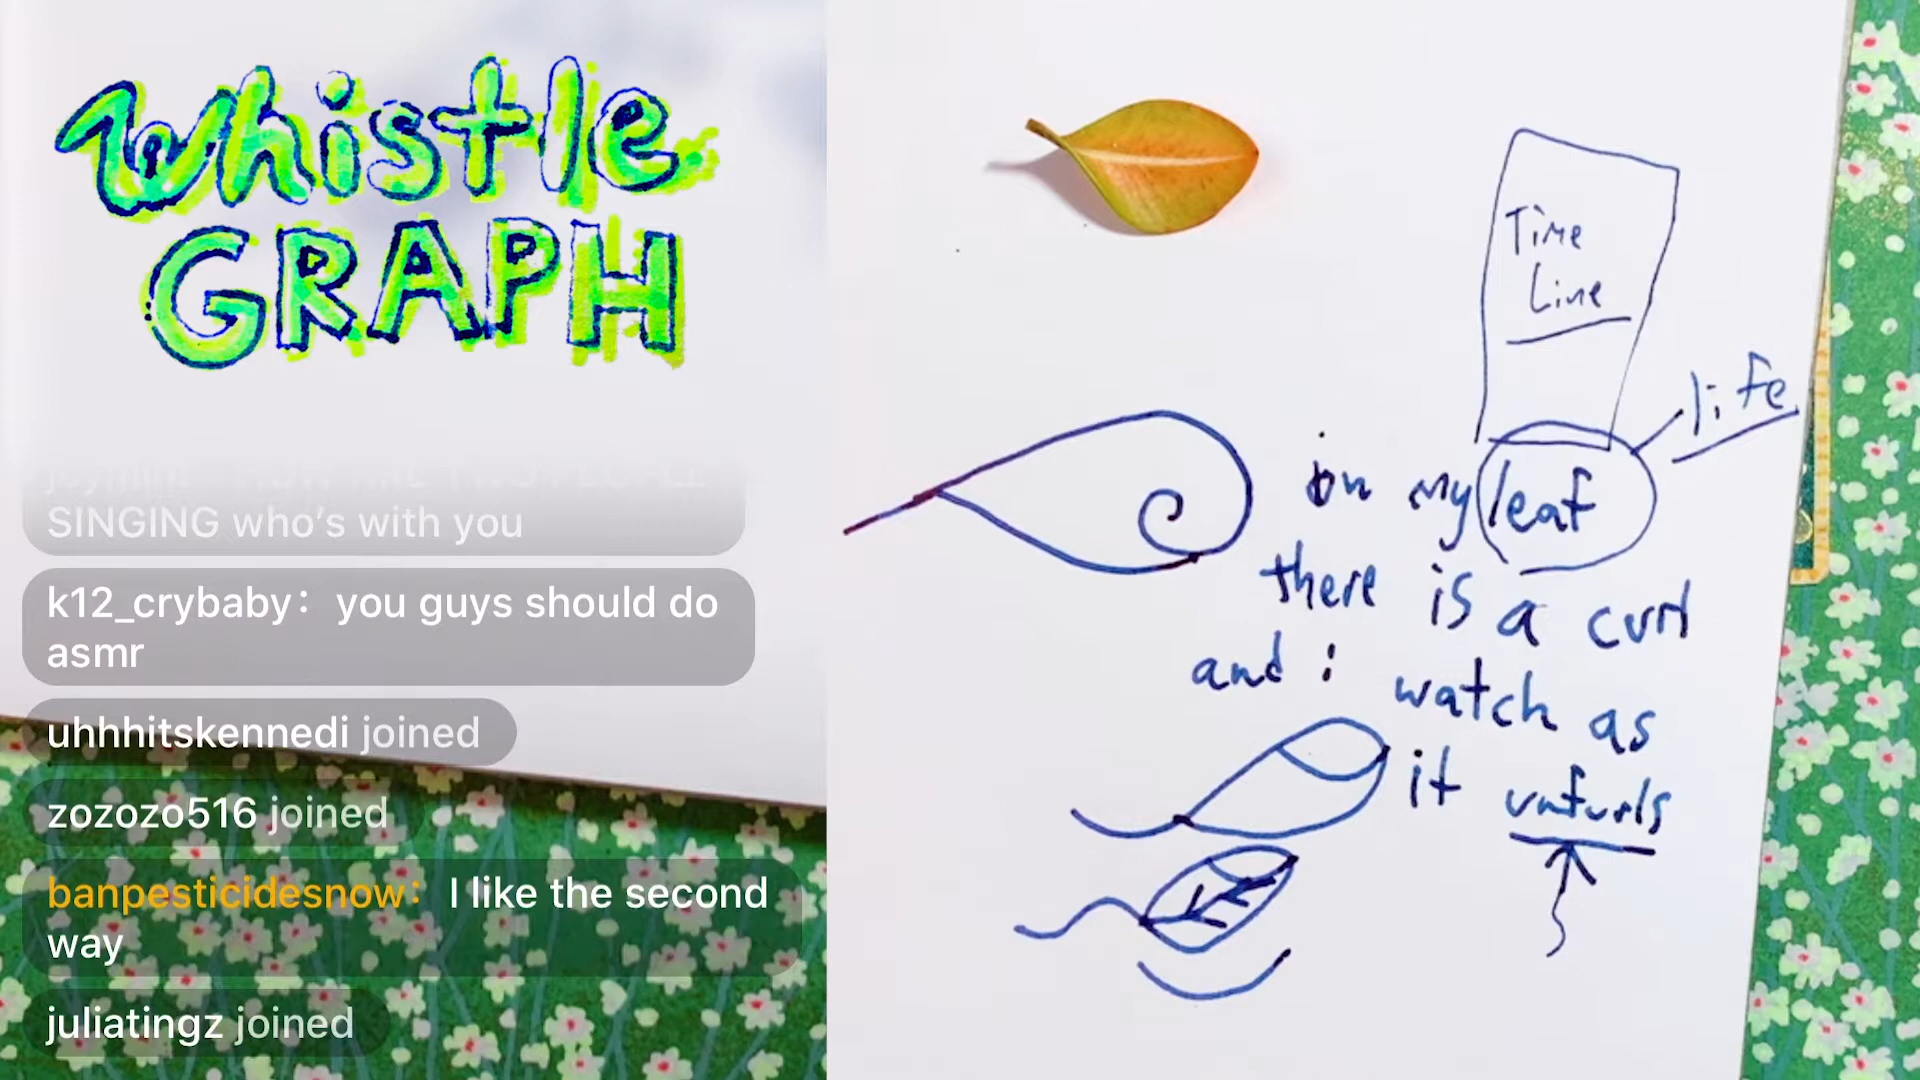 Whistle
GRAPH
SINGING who's with you
k12_crybaby: you guys should do
asmr
uhhhitskennedi joined
zozozo516 joined
banpesticidesnow: I like the second
way
juliatingz joined
Time
Line
life
on my leaf
there is a curl
and i watch as
it unfurls